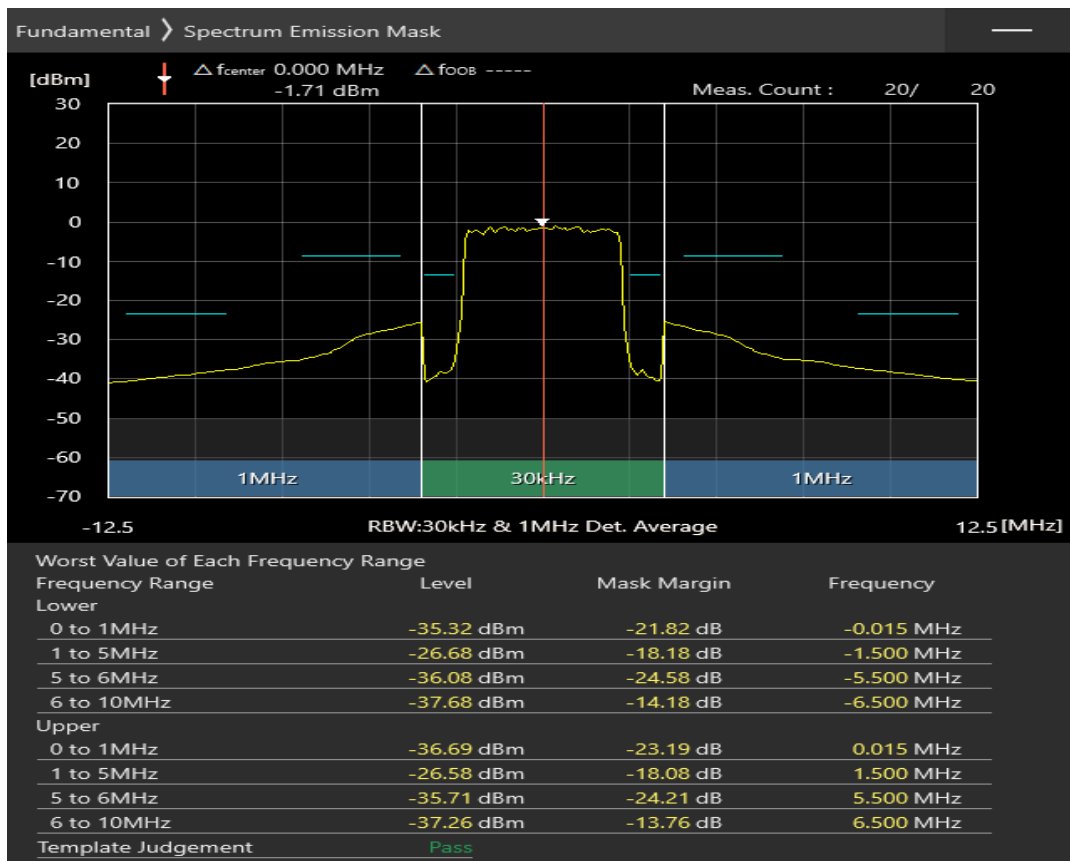 Fundamental ❯ Spectrum Emission Mask
[dBm] △ fcenter 0.000 MHz △ fOOB -----
-1.71 dBm Meas. Count : 20/ 20
30
20
10
0
-10
-20
-30
-40
-50
-60
-70
1MHz 30kHz 1MHz
-12.5 RBW:30kHz & 1MHz Det. Average 12.5 [MHz]
Worst Value of Each Frequency Range
Frequency Range Level Mask Margin Frequency
Lower
0 to 1MHz -35.32 dBm -21.82 dB -0.015 MHz
1 to 5MHz -26.68 dBm -18.18 dB -1.500 MHz
5 to 6MHz -36.08 dBm -24.58 dB -5.500 MHz
6 to 10MHz -37.68 dBm -14.18 dB -6.500 MHz
Upper
0 to 1MHz -36.69 dBm -23.19 dB 0.015 MHz
1 to 5MHz -26.58 dBm -18.08 dB 1.500 MHz
5 to 6MHz -35.71 dBm -24.21 dB 5.500 MHz
6 to 10MHz -37.26 dBm -13.76 dB 6.500 MHz
Template Judgement Pass